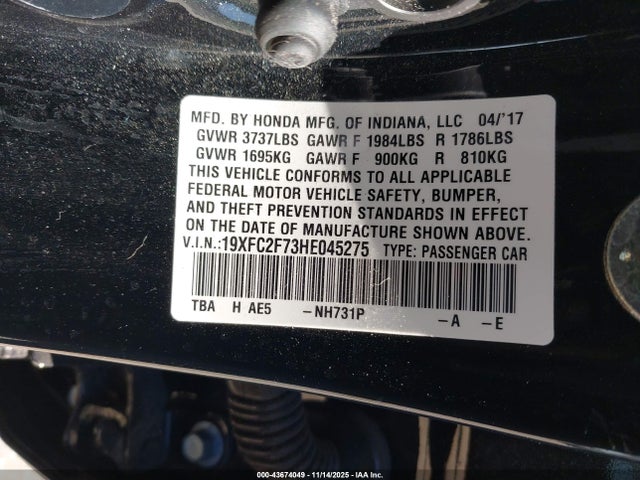 MFD. BY HONDA MFG. OF INDIANA, LLC 04/'17
GVWR 3737LBS GAWR F 1984LBS R 1786LBS
GVWR 1695KG GAWR F 900KG R 810KG
THIS VEHICLE CONFORMS TO ALL APPLICABLE
FEDERAL MOTOR VEHICLE SAFETY, BUMPER,
AND THEFT PREVENTION STANDARDS IN EFFECT
ON THE DATE OF MANUFACTURE SHOWN ABOVE.
V.I.N.:19XFC2F73HE045275 TYPE: PASSENGER CAR
TBA H AE5 –NH731P –A –E
000-43674049 | 11/14/2025 – IAA Inc.